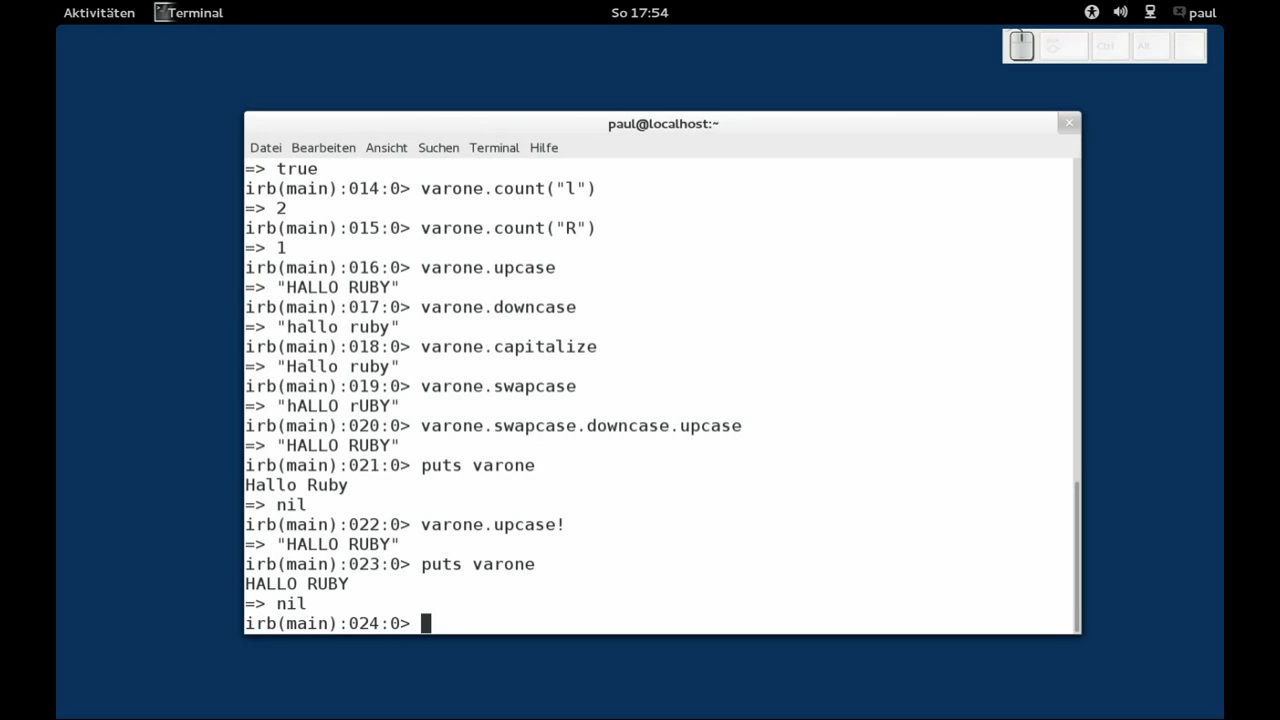 Aktivitäten Terminal So 17:54 paul
Ctrl Alt
paul@localhost:~
Datei Bearbeiten Ansicht Suchen Terminal Hilfe
=> true
irb(main):014:0> varone.count("l")
=> 2
irb(main):015:0> varone.count("R")
=> 1
irb(main):016:0> varone.upcase
=> "HALLO RUBY"
irb(main):017:0> varone.downcase
=> "hallo ruby"
irb(main):018:0> varone.capitalize
=> "Hallo ruby"
irb(main):019:0> varone.swapcase
=> "hALLO rUBY"
irb(main):020:0> varone.swapcase.downcase.upcase
=> "HALLO RUBY"
irb(main):021:0> puts varone
Hallo Ruby
=> nil
irb(main):022:0> varone.upcase!
=> "HALLO RUBY"
irb(main):023:0> puts varone
HALLO RUBY
=> nil
irb(main):024:0>